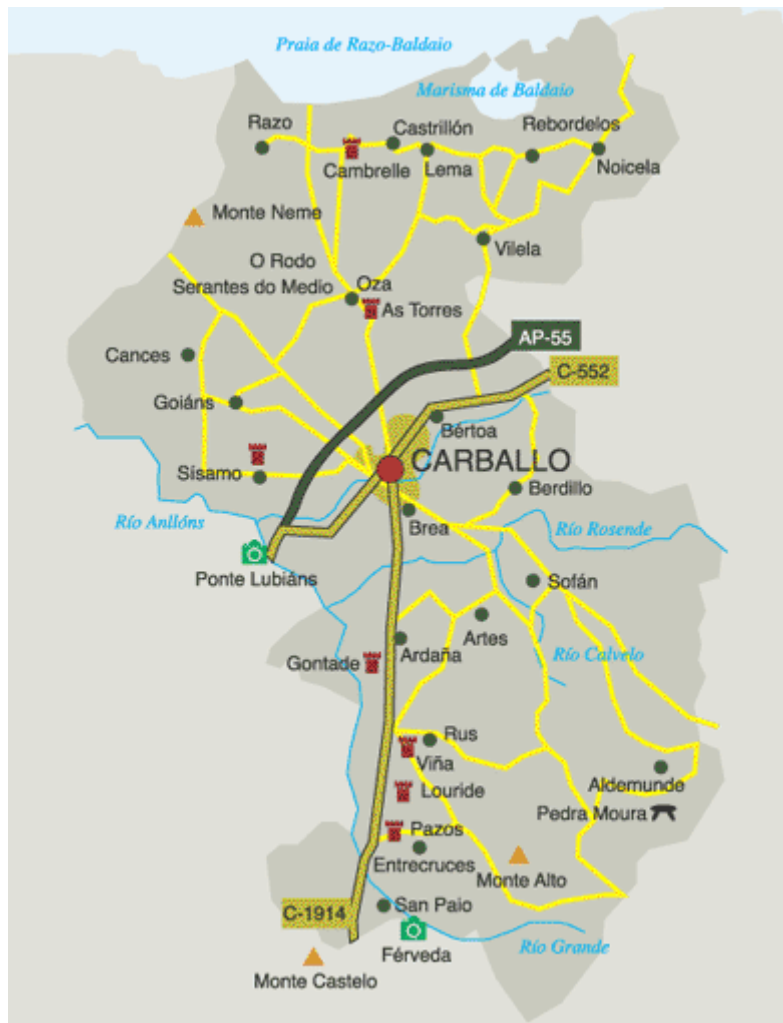 Praia de Razo-Baldaio
Marisma de Baldaio
Razo
Castrillón
Rebordelos
Cambrelle
Lema
Noicela
Monte Neme
Vilela
O Rodo
Serantes do Medio
Oza
As Torres
AP-55
Cances
C-552
Goiáns
Bértoa
CARBALLO
Sísamo
Berdillo
Río Anllóns
Brea
Río Rosende
Ponte Lubiáns
Sofán
Artes
Ardaña
Río Calvelo
Gontade
Rus
Viña
Aldemunde
Louride
Pedra Moura
Pazos
Entrecruces
Monte Alto
C-1914
San Paio
Río Grande
Férveda
Monte Castelo